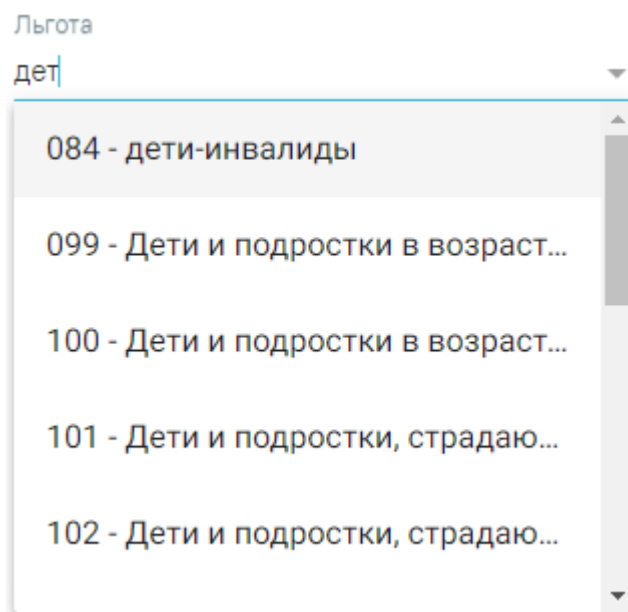 Льгота
дет
084 - дети-инвалиды
099 - Дети и подростки в возраст...
100 - Дети и подростки в возраст...
101 - Дети и подростки, страдаю...
102 - Дети и подростки, страдаю...